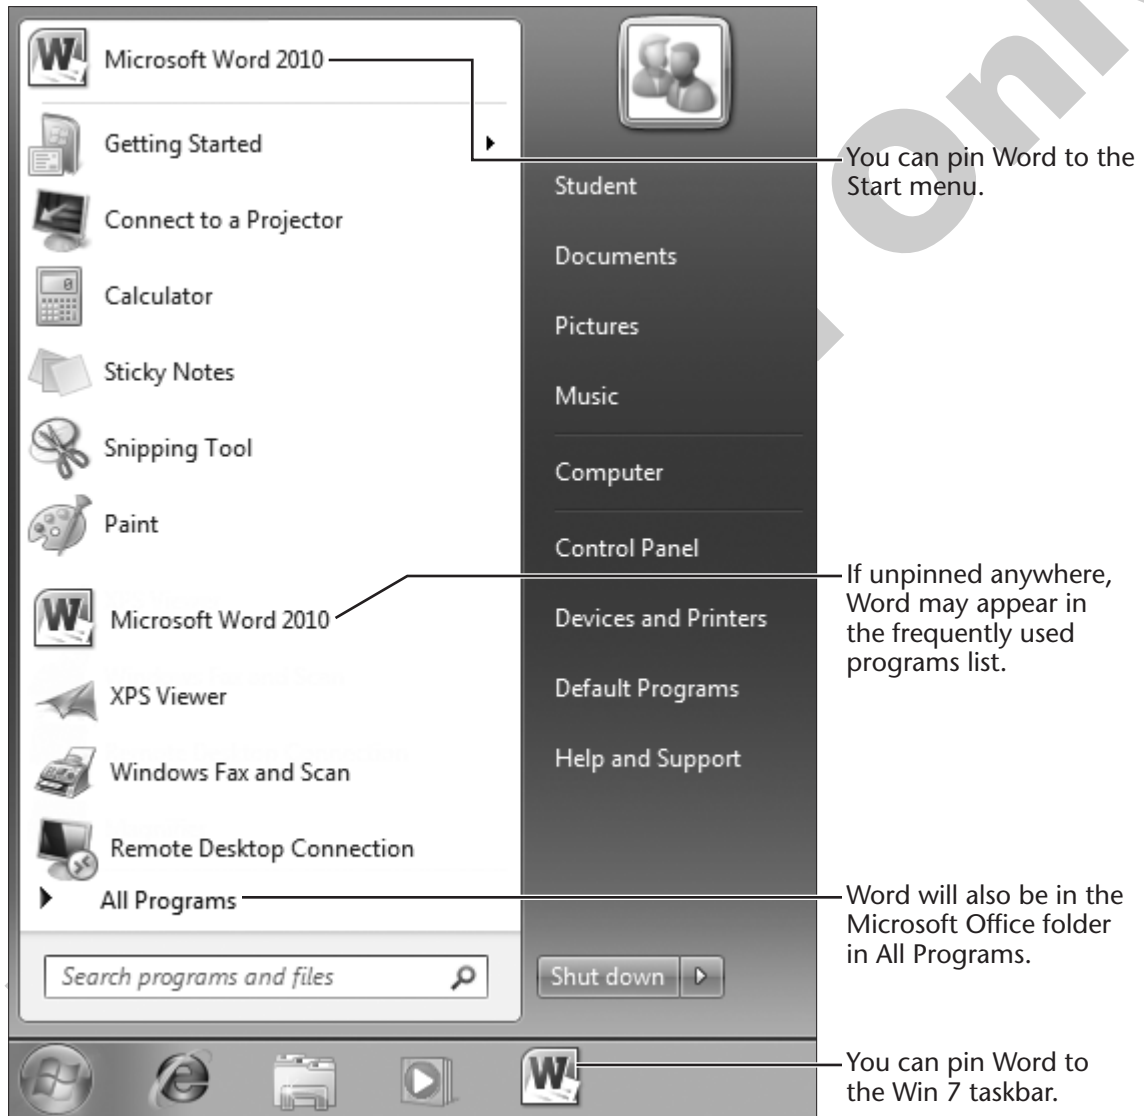 Microsoft Word 2010
Getting Started
Connect to a Projector
Calculator
Sticky Notes
Snipping Tool
Paint
Microsoft Word 2010
XPS Viewer
Windows Fax and Scan
Remote Desktop Connection
All Programs
Search programs and files
Student
Documents
Pictures
Music
Computer
Control Panel
Devices and Printers
Default Programs
Help and Support
Shut down
You can pin Word to the
Start menu.
If unpinned anywhere,
Word may appear in
the frequently used
programs list.
Word will also be in the
Microsoft Office folder
in All Programs.
You can pin Word to
the Win 7 taskbar.